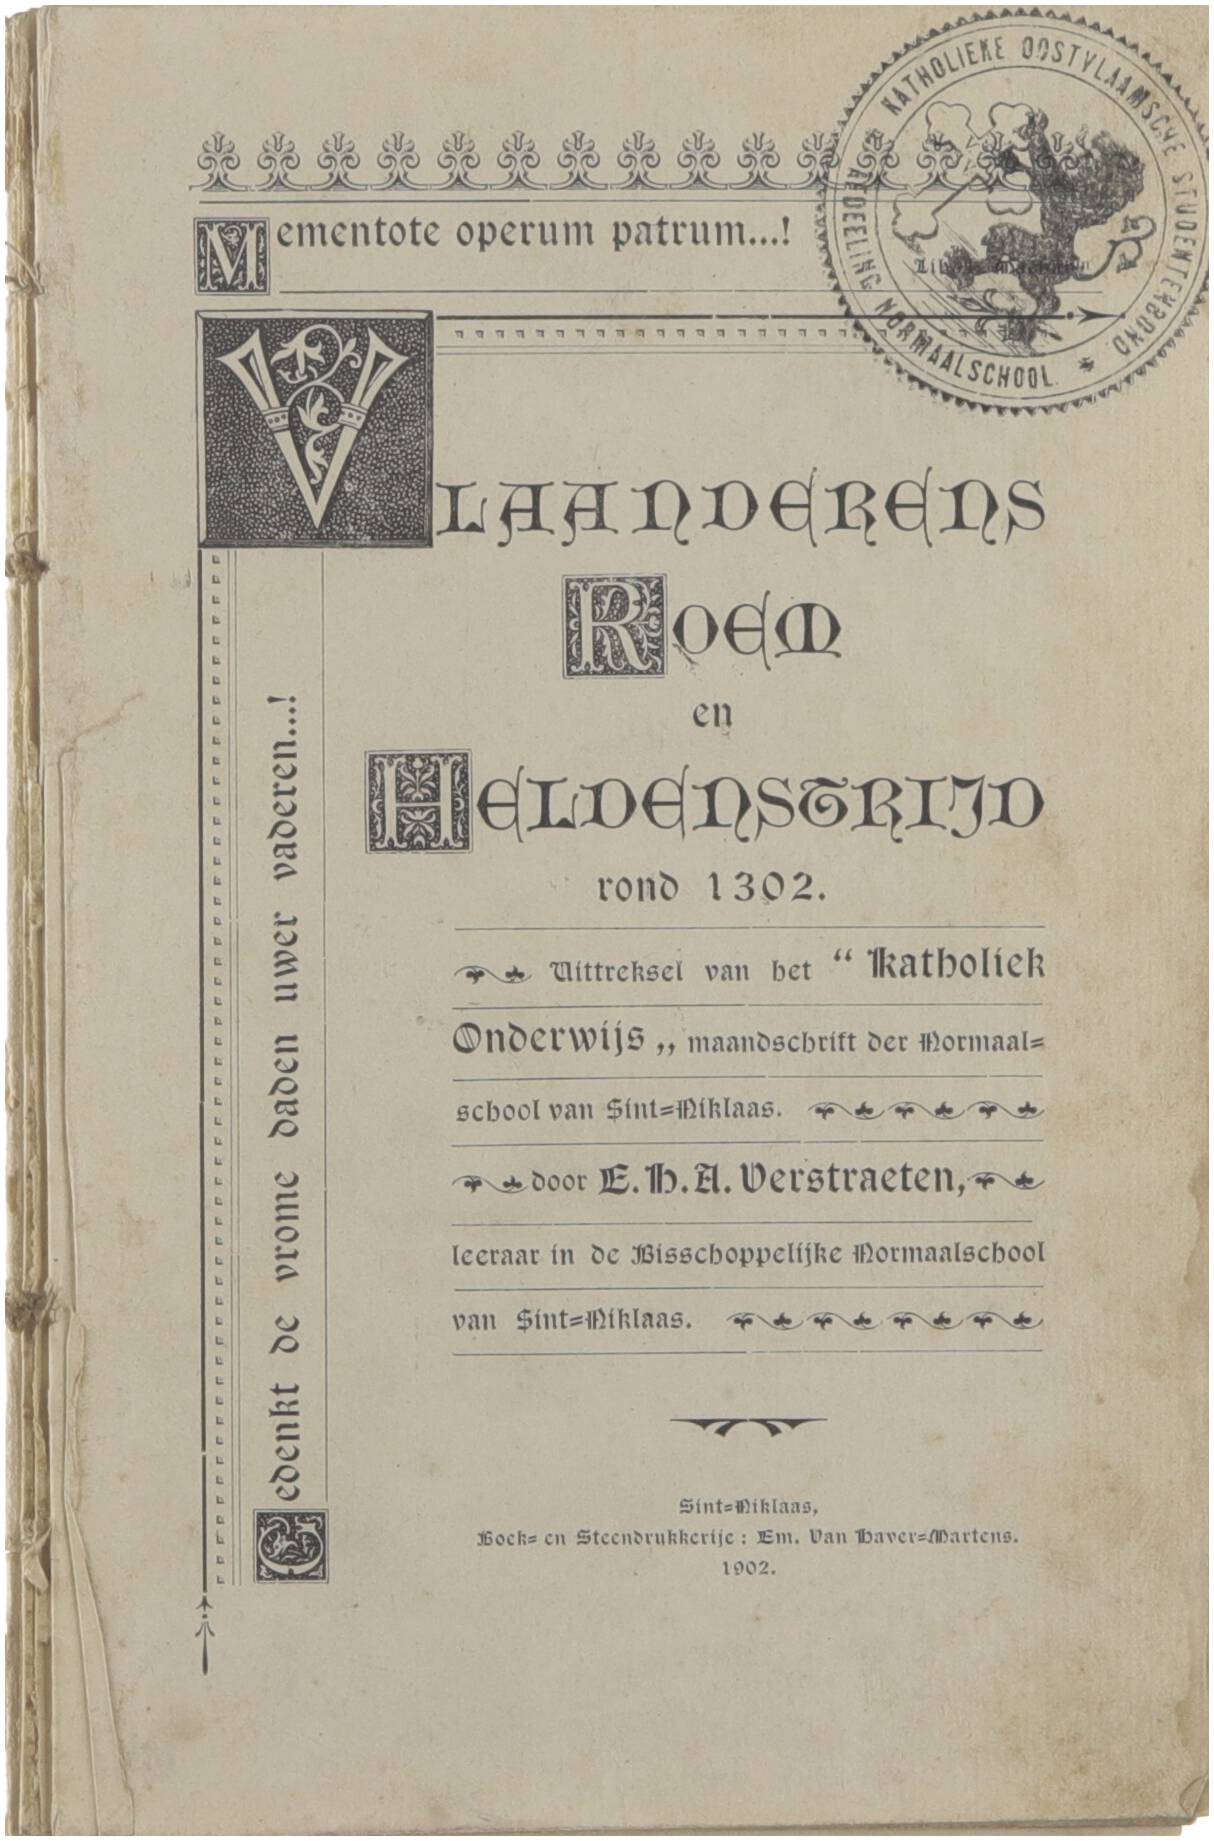 KATHOLIEKE OOSTVLAAMSCHE STUDENTENBOND
AFDEELING NORMAALSCHOOL.
Mementote operum patrum...!
VLAANDERENS
ROEM
en
HELDENSTRIJD
rond 1302.
Uittreksel van het “ Katholiek
Onderwijs „ maandschrift der Normaal=
school van Sint=Niklaas.
door E. H. A. Verstraeten,
leeraar in de Bisschoppelijke Normaalschool
van Sint=Niklaas.
Gedenkt de vrome daden uwer vaderen...!
Sint=Niklaas,
Boek= en Steendrukkerije : Em. Van Haver=Martens.
1902.